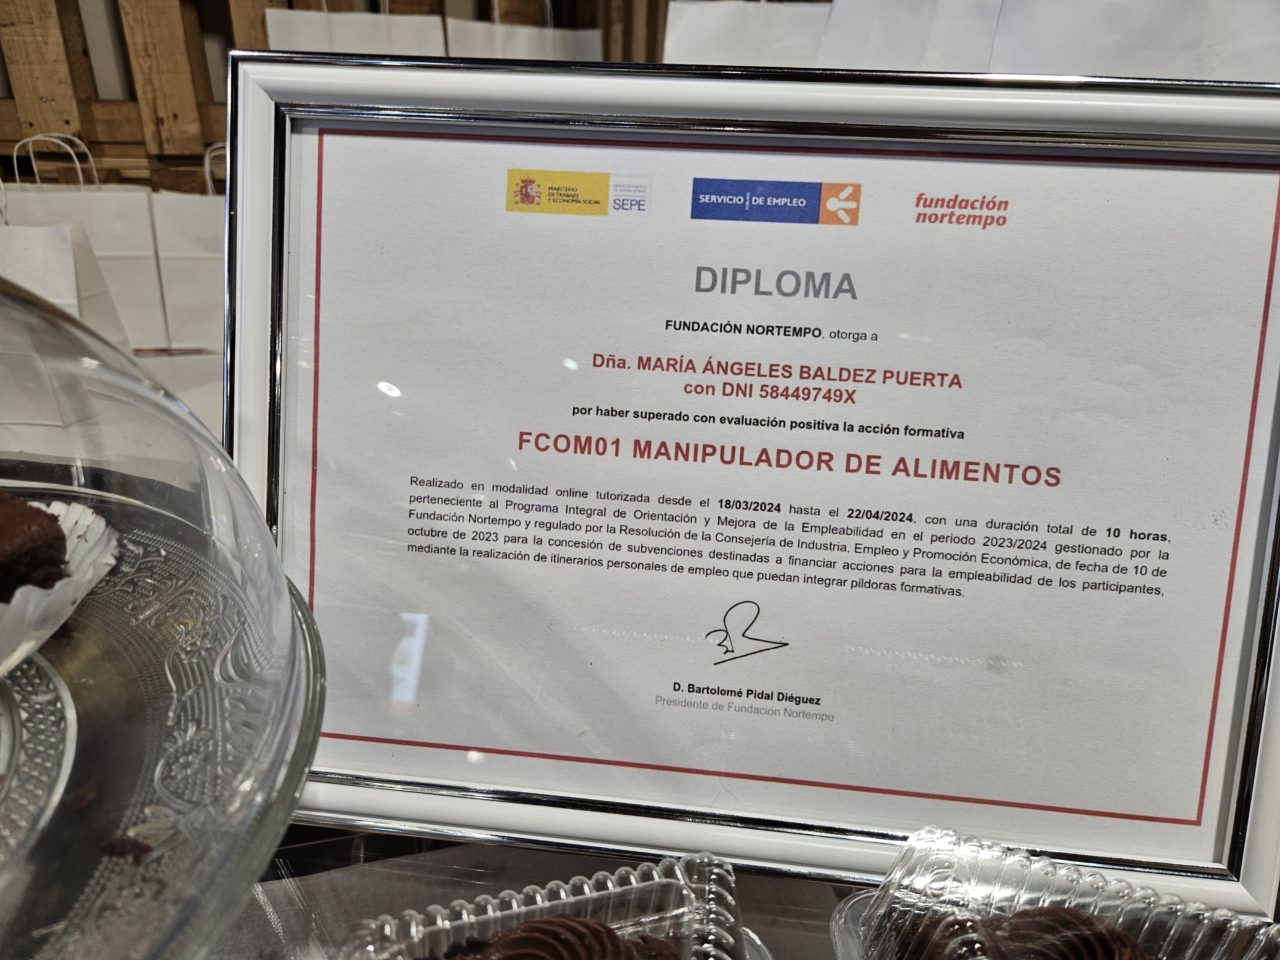 MINISTERIO
DE TRABAJO
Y ECONOMÍA SOCIAL
SEPE
SERVICIO DE EMPLEO
fundación
nortempo
DIPLOMA
FUNDACIÓN NORTEMPO, otorga a
Dña. MARÍA ÁNGELES BALDEZ PUERTA
con DNI 58449749X
por haber superado con evaluación positiva la acción formativa
FCOM01 MANIPULADOR DE ALIMENTOS
Realizado en modalidad online tutorizada desde el 18/03/2024 hasta el 22/04/2024, con una duración total de 10 horas,
perteneciente al Programa Integral de Orientación y Mejora de la Empleabilidad en el periodo 2023/2024 gestionado por la
Fundación Nortempo y regulado por la Resolución de la Consejería de Industria, Empleo y Promoción Económica, de fecha de 10 de
octubre de 2023 para la concesión de subvenciones destinadas a financiar acciones para la empleabilidad de los participantes,
mediante la realización de itinerarios personales de empleo que puedan integrar píldoras formativas.
D. Bartolomé Pidal Diéguez
Presidente de Fundación Nortempo